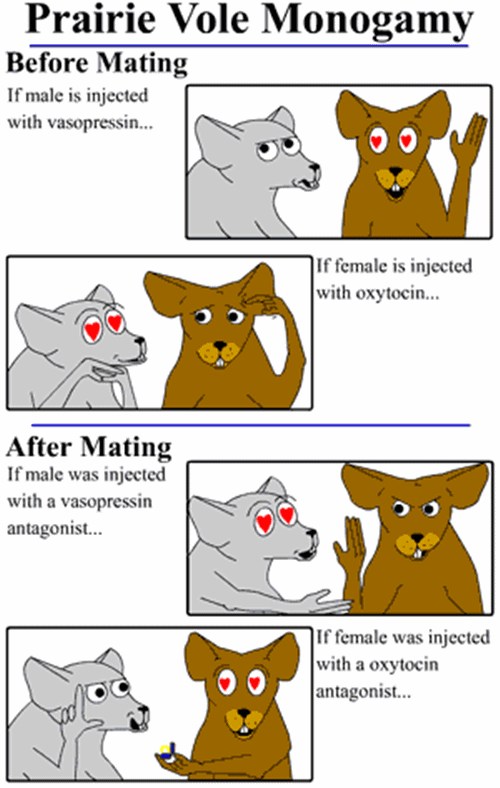 Prairie Vole Monogamy
Before Mating
If male is injected
with vasopressin...
If female is injected
with oxytocin...
After Mating
If male was injected
with a vasopressin
antagonist...
If female was injected
with a oxytocin
antagonist...